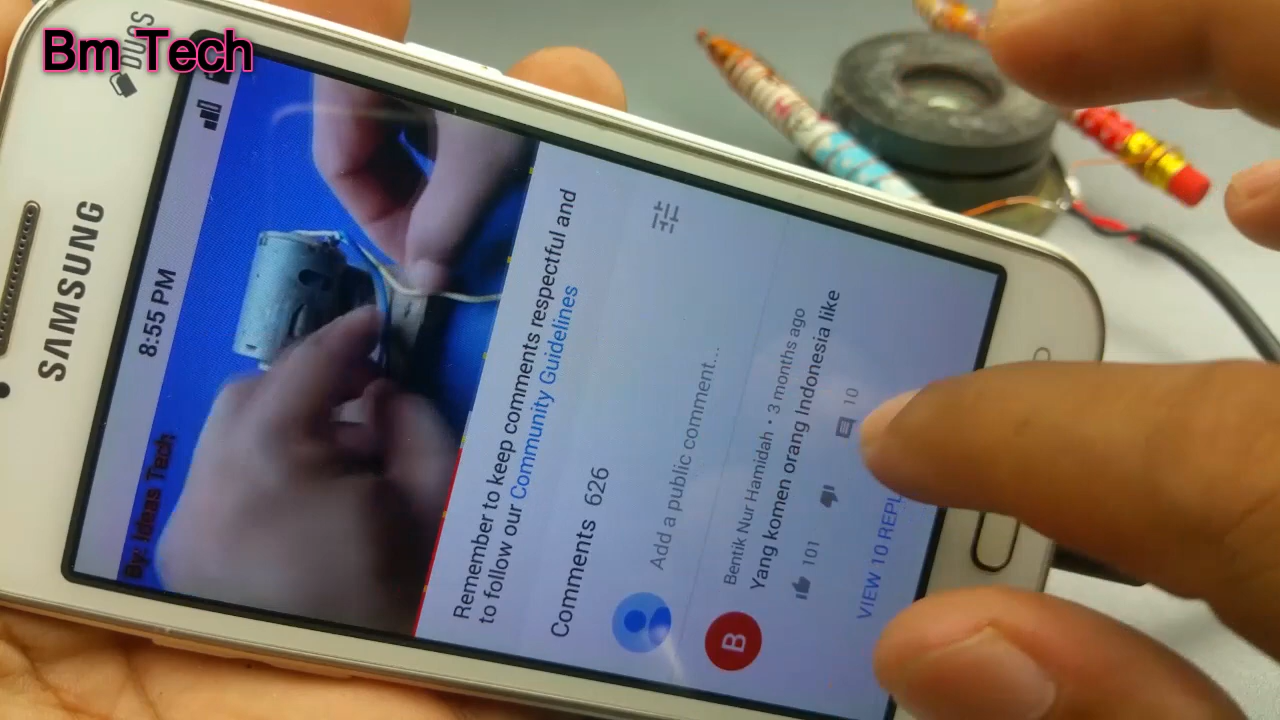 Bm Tech
DUOS
SAMSUNG
8:55 PM
By: Ideas Tech
Remember to keep comments respectful and
to follow our Community Guidelines
Comments 626
Add a public comment...
Bentik Nur Hamidah • 3 months ago
Yang komen orang Indonesia like
B
101
10
VIEW 10 REPL